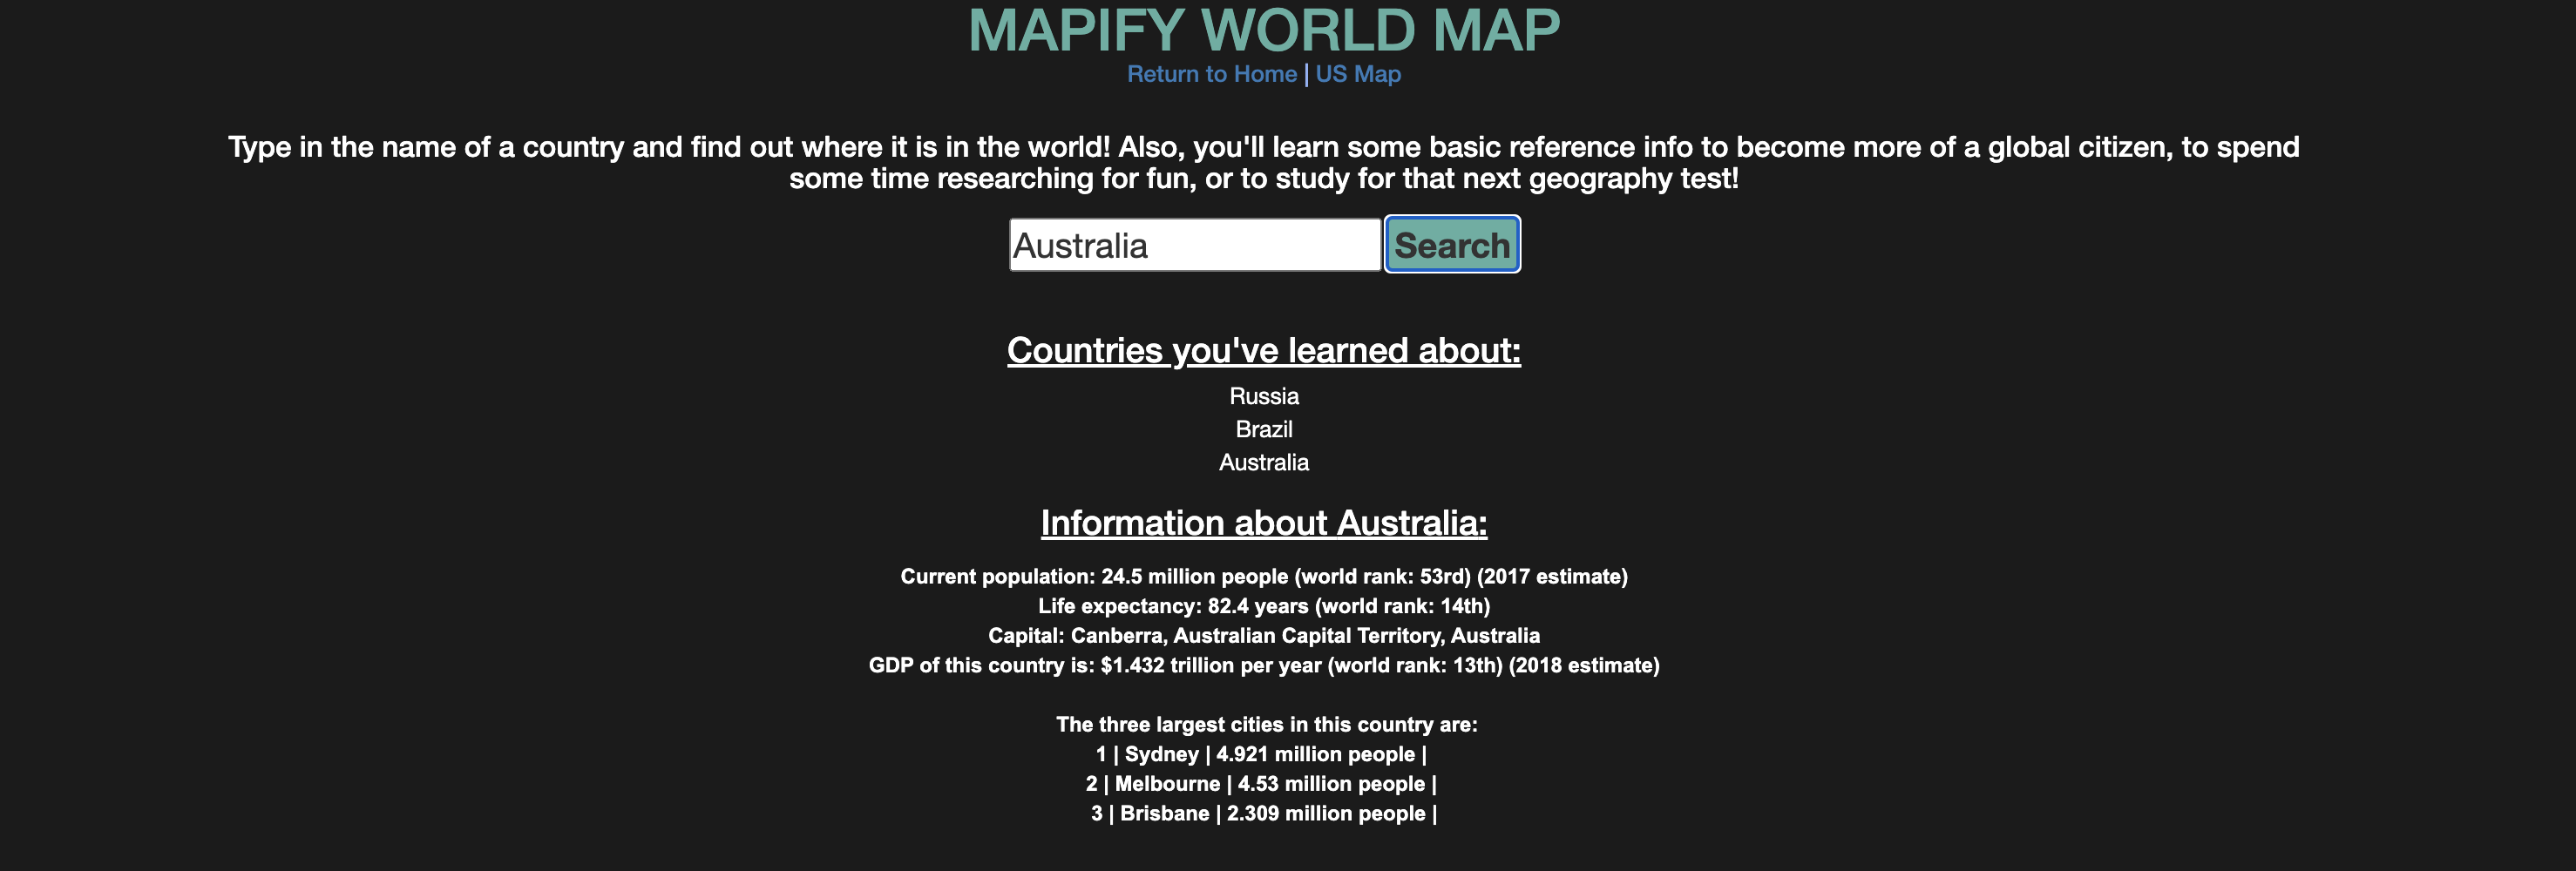 MAPIFY WORLD MAP
Return to Home | US Map
Type in the name of a country and find out where it is in the world! Also, you'll learn some basic reference info to become more of a global citizen, to spend
some time researching for fun, or to study for that next geography test!
Australia Search
Countries you've learned about:
Russia
Brazil
Australia
Information about Australia:
Current population: 24.5 million people (world rank: 53rd) (2017 estimate)
Life expectancy: 82.4 years (world rank: 14th)
Capital: Canberra, Australian Capital Territory, Australia
GDP of this country is: $1.432 trillion per year (world rank: 13th) (2018 estimate)
The three largest cities in this country are:
1 | Sydney | 4.921 million people |
2 | Melbourne | 4.53 million people |
3 | Brisbane | 2.309 million people |